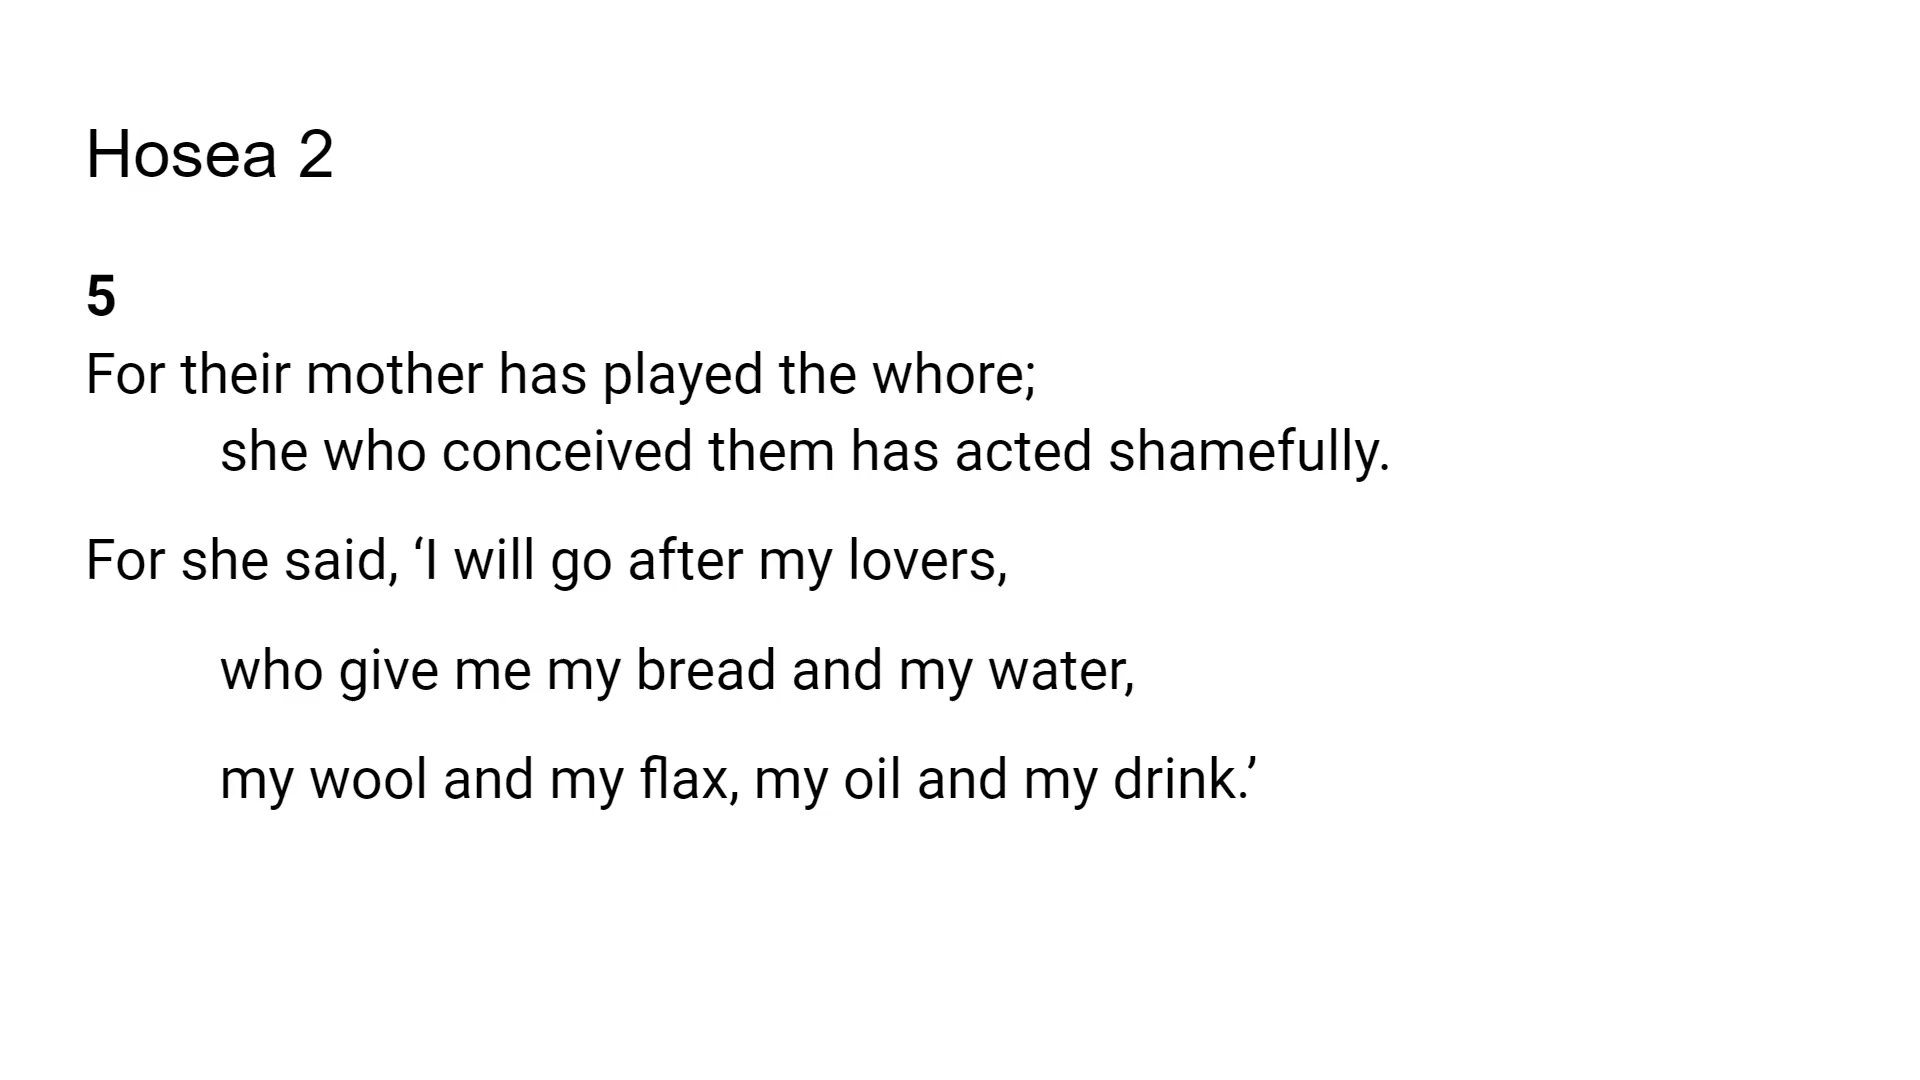 Hosea 2
5
For their mother has played the whore;
she who conceived them has acted shamefully.
For she said, ‘I will go after my lovers,
who give me my bread and my water,
my wool and my flax, my oil and my drink.’